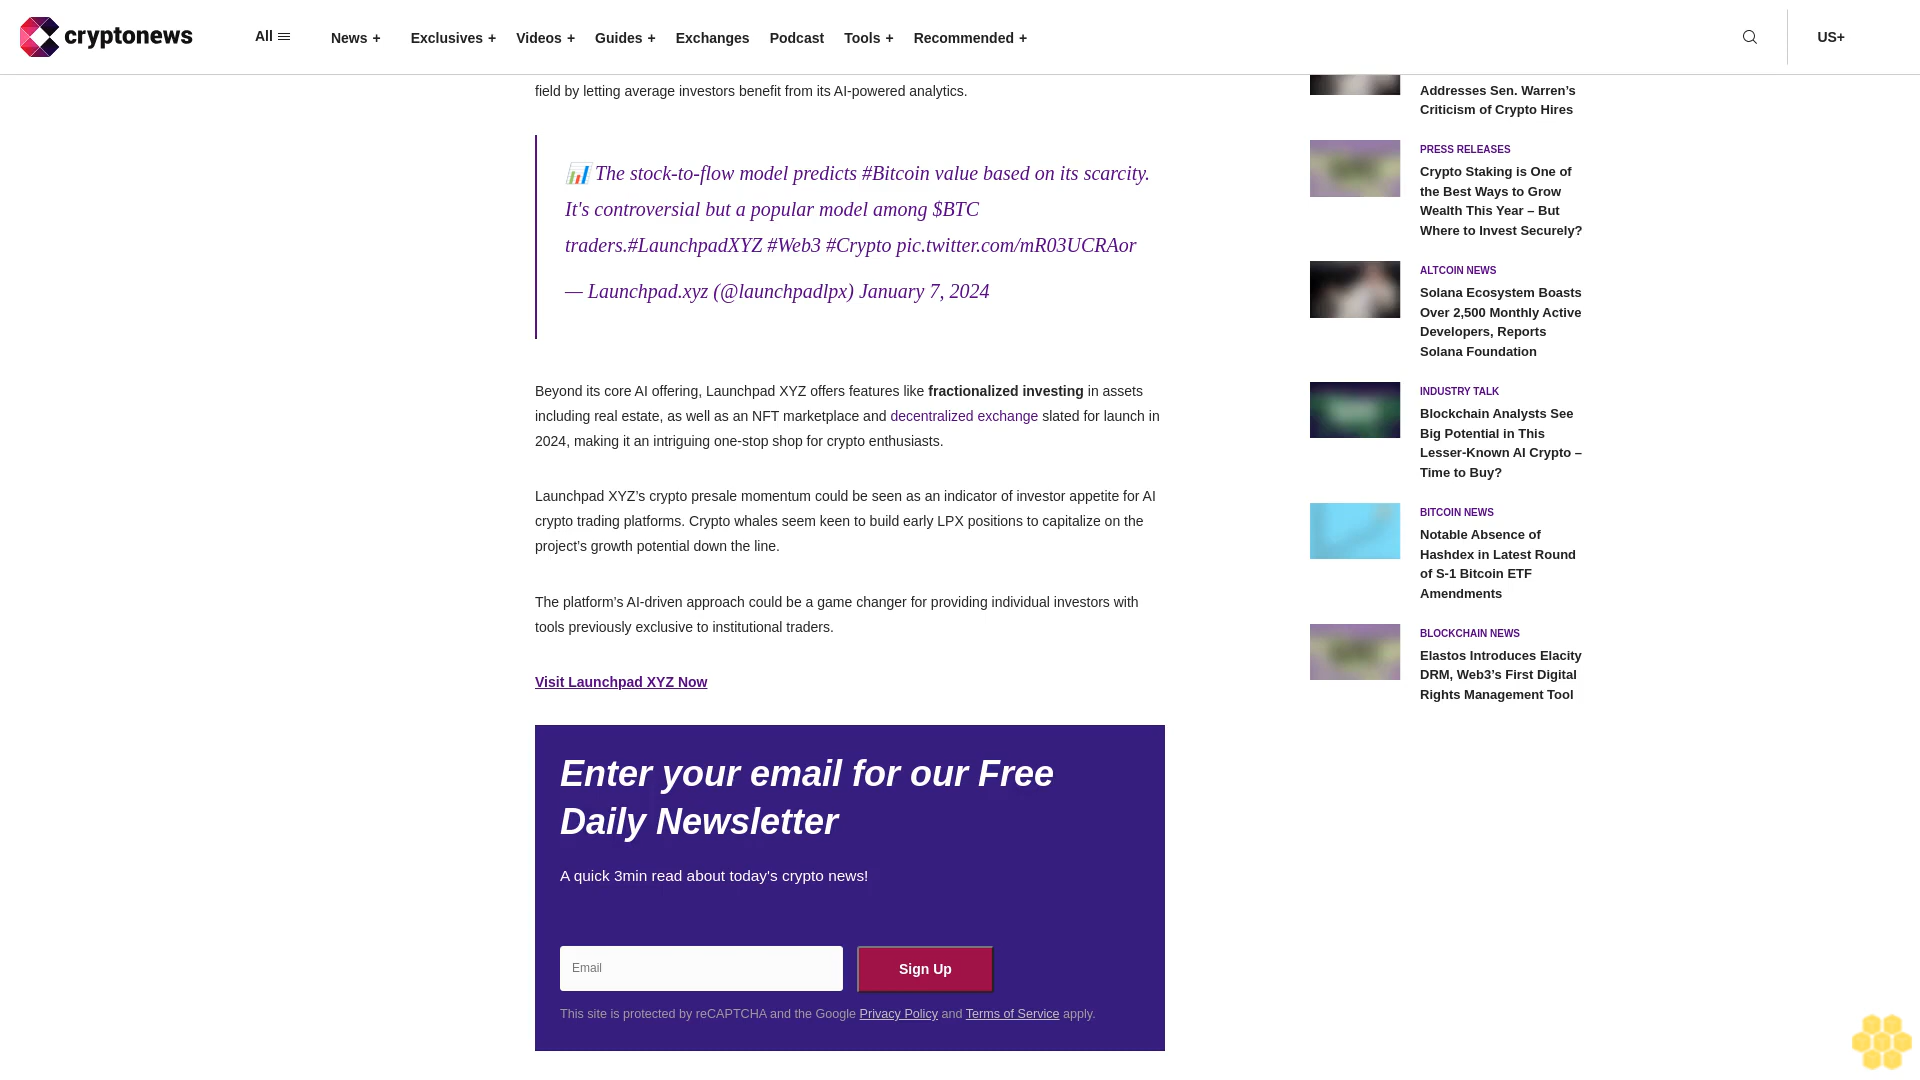 cryptonews
All
News +
Exclusives +
Videos +
Guides +
Exchanges
Podcast
Tools +
Recommended +
US+
field by letting average investors benefit from its AI-powered analytics.
📊 The stock-to-flow model predicts #Bitcoin value based on its scarcity.
It's controversial but a popular model among $BTC
traders.#LaunchpadXYZ #Web3 #Crypto pic.twitter.com/mR03UCRAor
— Launchpad.xyz (@launchpadlpx) January 7, 2024
Beyond its core AI offering, Launchpad XYZ offers features like fractionalized investing in assets
including real estate, as well as an NFT marketplace and decentralized exchange slated for launch in
2024, making it an intriguing one-stop shop for crypto enthusiasts.
Launchpad XYZ’s crypto presale momentum could be seen as an indicator of investor appetite for AI
crypto trading platforms. Crypto whales seem keen to build early LPX positions to capitalize on the
project’s growth potential down the line.
The platform’s AI-driven approach could be a game changer for providing individual investors with
tools previously exclusive to institutional traders.
Visit Launchpad XYZ Now
Enter your email for our Free
Daily Newsletter
A quick 3min read about today's crypto news!
Email
Sign Up
This site is protected by reCAPTCHA and the Google Privacy Policy and Terms of Service apply.
Addresses Sen. Warren’s
Criticism of Crypto Hires
PRESS RELEASES
Crypto Staking is One of
the Best Ways to Grow
Wealth This Year – But
Where to Invest Securely?
ALTCOIN NEWS
Solana Ecosystem Boasts
Over 2,500 Monthly Active
Developers, Reports
Solana Foundation
INDUSTRY TALK
Blockchain Analysts See
Big Potential in This
Lesser-Known AI Crypto –
Time to Buy?
BITCOIN NEWS
Notable Absence of
Hashdex in Latest Round
of S-1 Bitcoin ETF
Amendments
BLOCKCHAIN NEWS
Elastos Introduces Elacity
DRM, Web3’s First Digital
Rights Management Tool